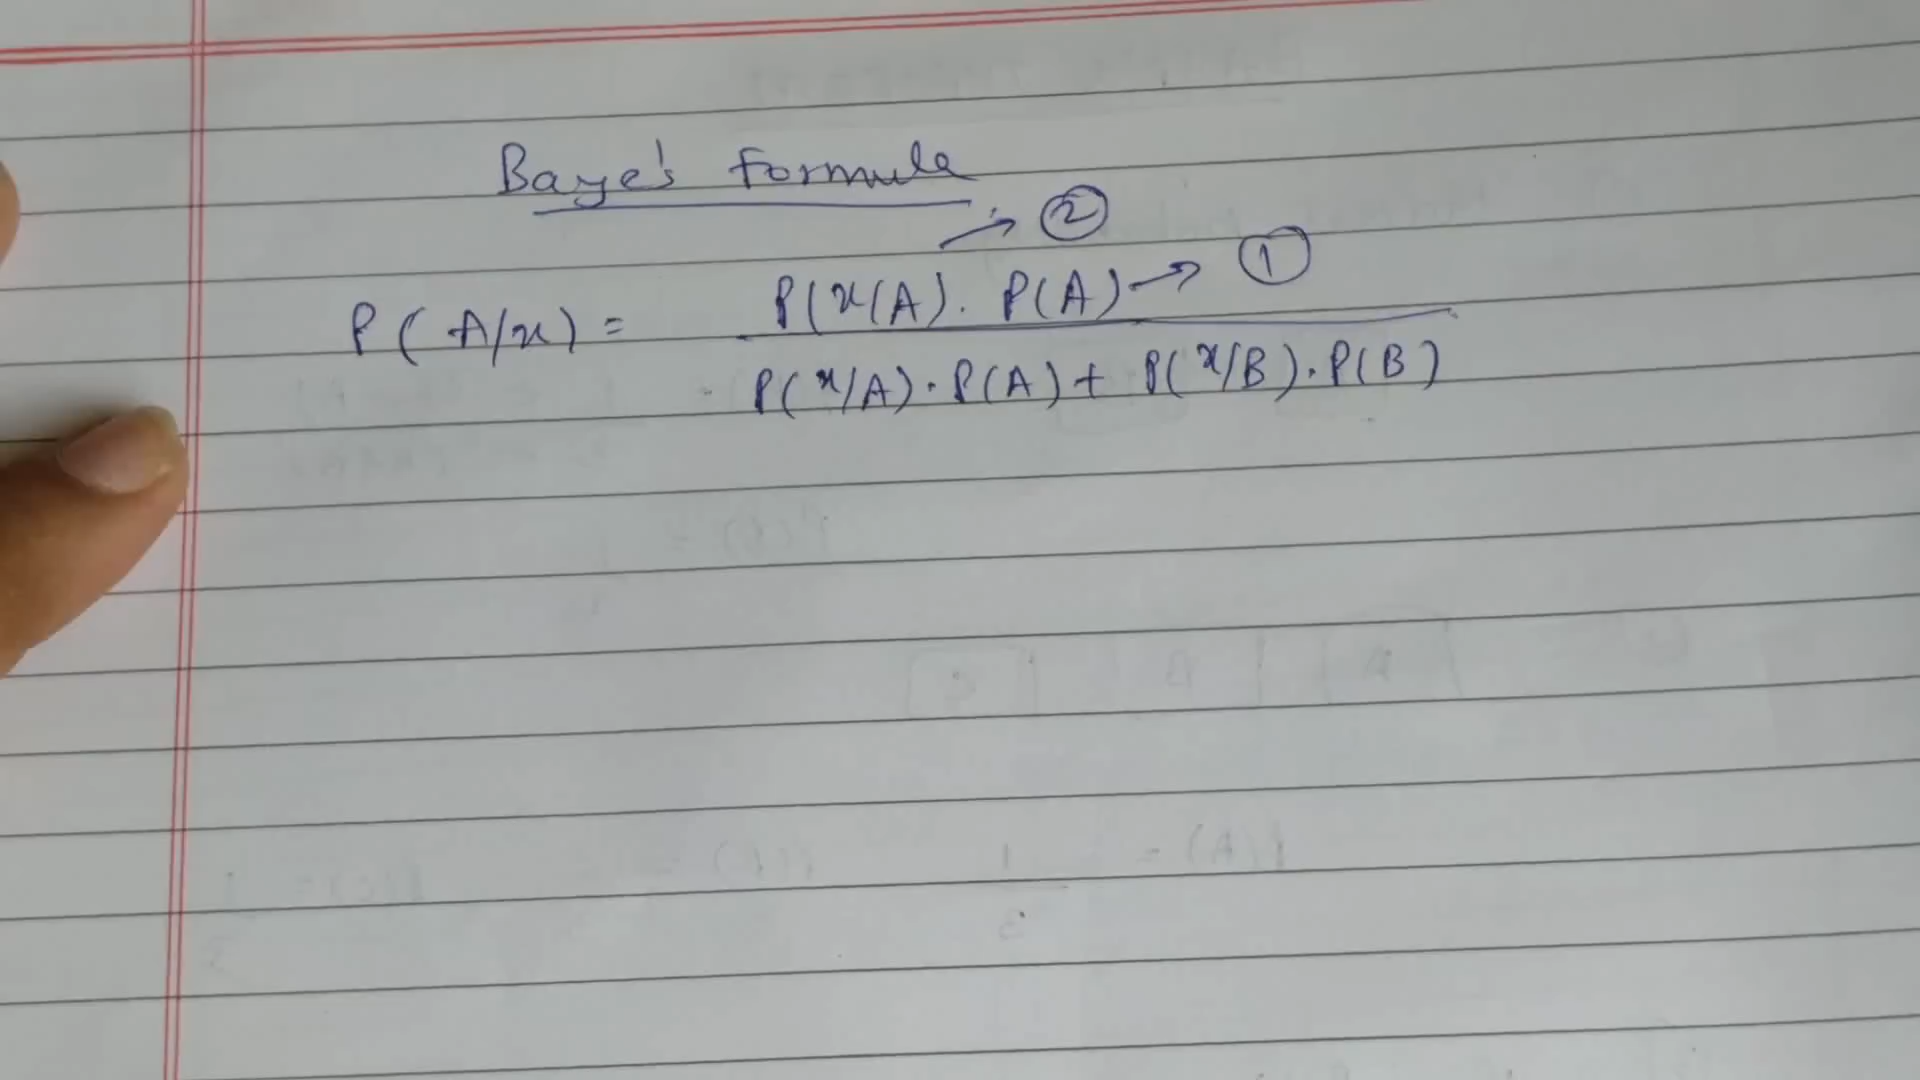 Baye's formula
→ ②
P(A/x) = P(x(A). P(A) → ①
P(x/A) . P(A) + P(x/B) . P(B)